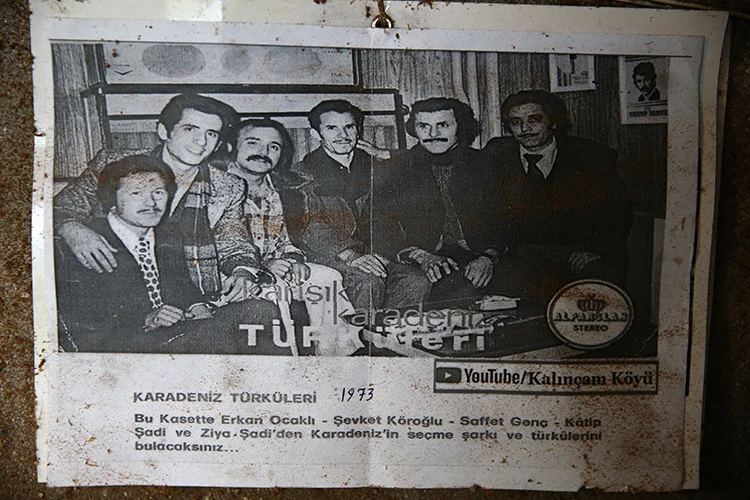 karışık
karadeniz
TÜRKÜleri
ALPARSLAN
STEREO
YouTube/Kalınçam Köyü
KARADENİZ TÜRKÜLERİ 1973
Bu Kasette Erkan Ocaklı - Şevket Köroğlu - Saffet Genç - Kâtip
Şadi ve Ziya Şadi'den Karadeniz'in seçme şarkı ve türkülerini
bulacaksınız...